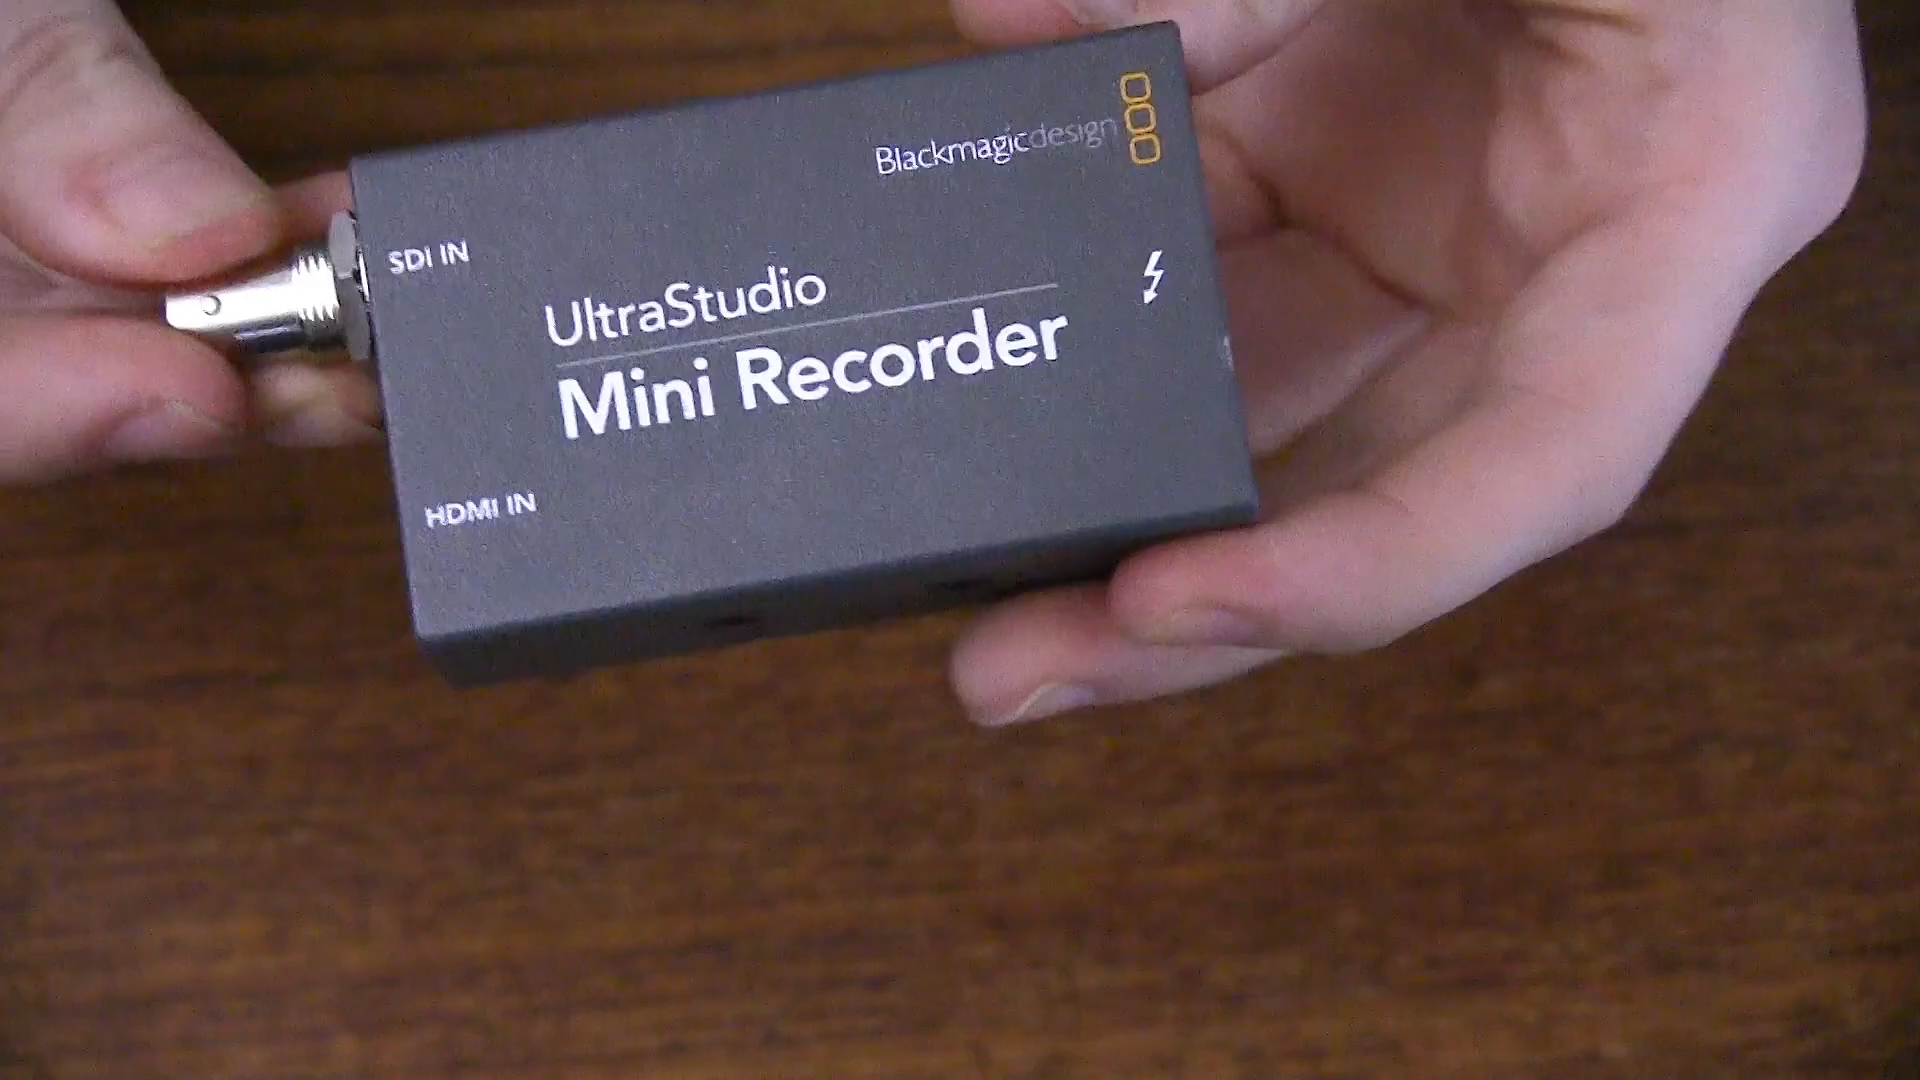 Blackmagicdesign
SDI IN
UltraStudio
Mini Recorder
HDMI IN